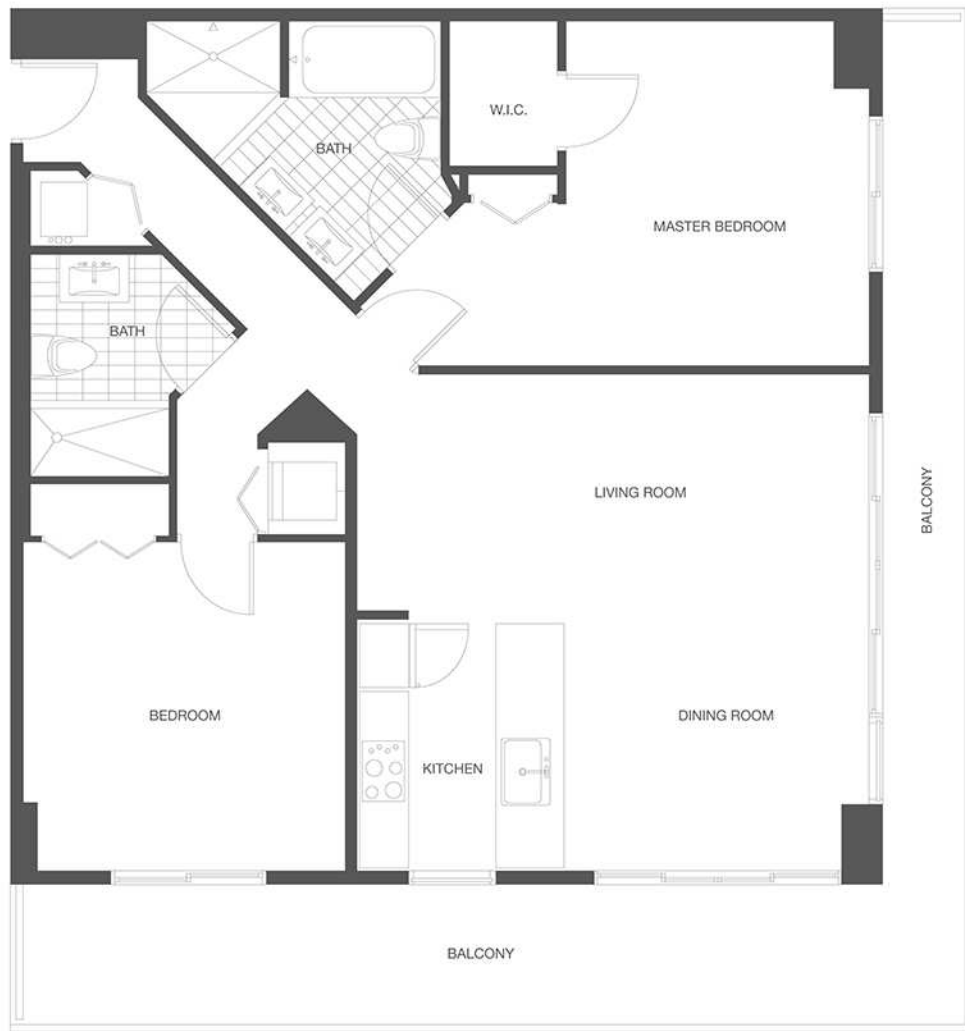 W.I.C.
BATH
MASTER BEDROOM
BATH
LIVING ROOM
BALCONY
BEDROOM
DINING ROOM
KITCHEN
BALCONY